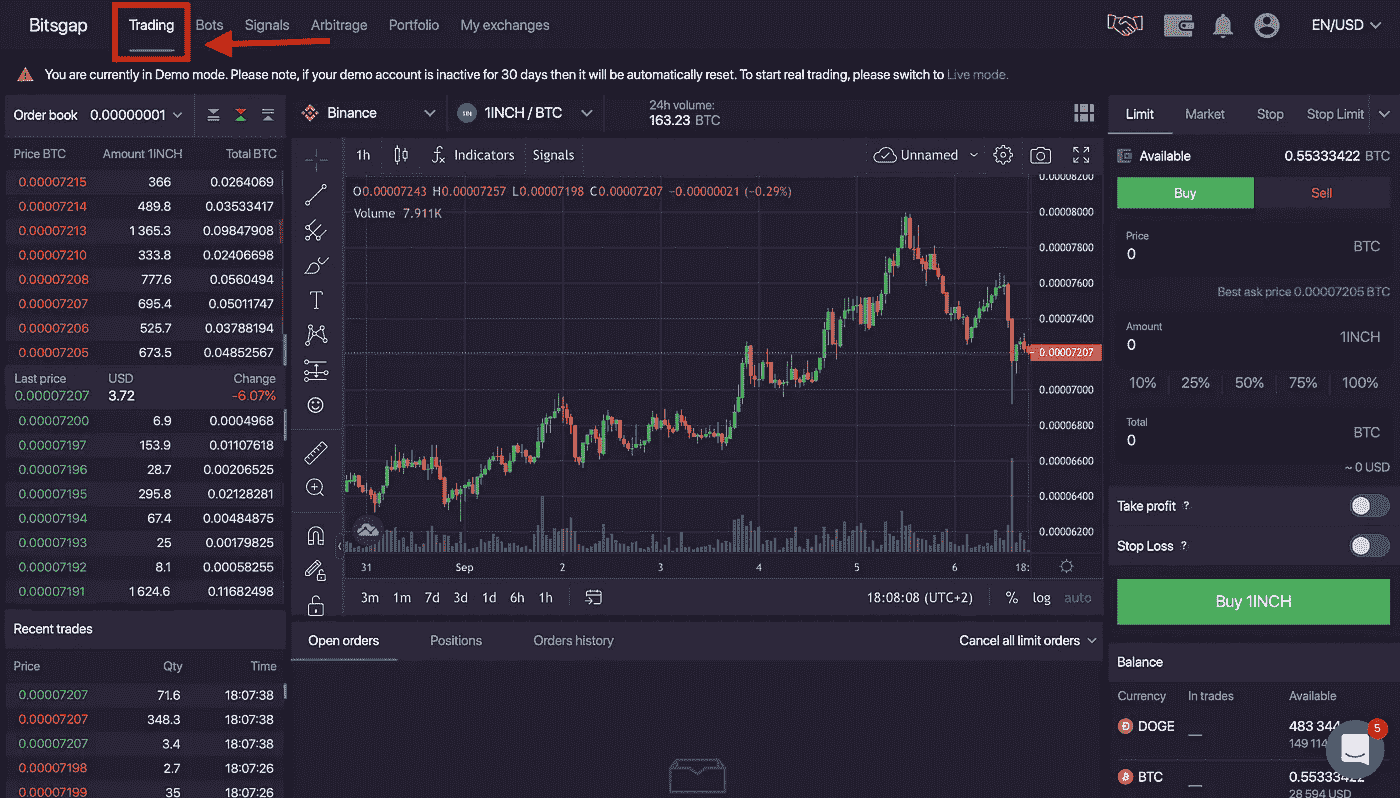 Bitsgap Trading Bots Signals Arbitrage Portfolio My exchanges EN/USD
You are currently in Demo mode. Please note, if your demo account is inactive for 30 days then it will be automatically reset. To start real trading, please switch to Live mode.
Order book 0.00000001
Price BTC Amount 1INCH Total BTC
0.00007215 366 0.0264069
0.00007214 489.8 0.03533417
0.00007213 1 365.3 0.09847908
0.00007210 333.8 0.02406698
0.00007208 777.6 0.0560494
0.00007207 695.4 0.05011747
0.00007206 525.7 0.03788194
0.00007205 673.5 0.04852567
Last price USD Change
0.00007207 3.72 -6.07%
0.00007200 6.9 0.0004968
0.00007197 153.9 0.01107618
0.00007196 28.7 0.00206525
0.00007195 295.8 0.02128281
0.00007194 67.4 0.00484875
0.00007193 25 0.00179825
0.00007192 8.1 0.00058255
0.00007191 1 624.6 0.11682498
Recent trades
Price Qty Time
0.00007207 71.6 18:07:38
0.00007207 348.3 18:07:38
0.00007207 3.4 18:07:38
0.00007198 2.7 18:07:26
0.00007199 35 18:07:26
Binance 1INCH / BTC
24h volume:
163.23 BTC
1h Indicators Signals Unnamed
O0.00007243 H0.00007257 L0.00007198 C0.00007207 −0.00000021 (−0.29%)
Volume 7.911K
0.00008200
0.00008000
0.00007800
0.00007600
0.00007400
0.00007207
0.00007000
0.00006800
0.00006600
0.00006400
0.00006200
31 Sep 2 3 4 5 6 18:
3m 1m 7d 3d 1d 6h 1h 18:08:08 (UTC+2) % log auto
Open orders Positions Orders history Cancel all limit orders
Limit Market Stop Stop Limit
Available 0.55333422 BTC
Buy Sell
Price
0 BTC
Best ask price 0.00007205 BTC
Amount
0 1INCH
10% 25% 50% 75% 100%
Total
0 BTC
~ 0 USD
Take profit ?
Stop Loss ?
Buy 1INCH
Balance
Currency In trades Available
DOGE 483 344
149 114
5
BTC 0.55333422
28 594 USD